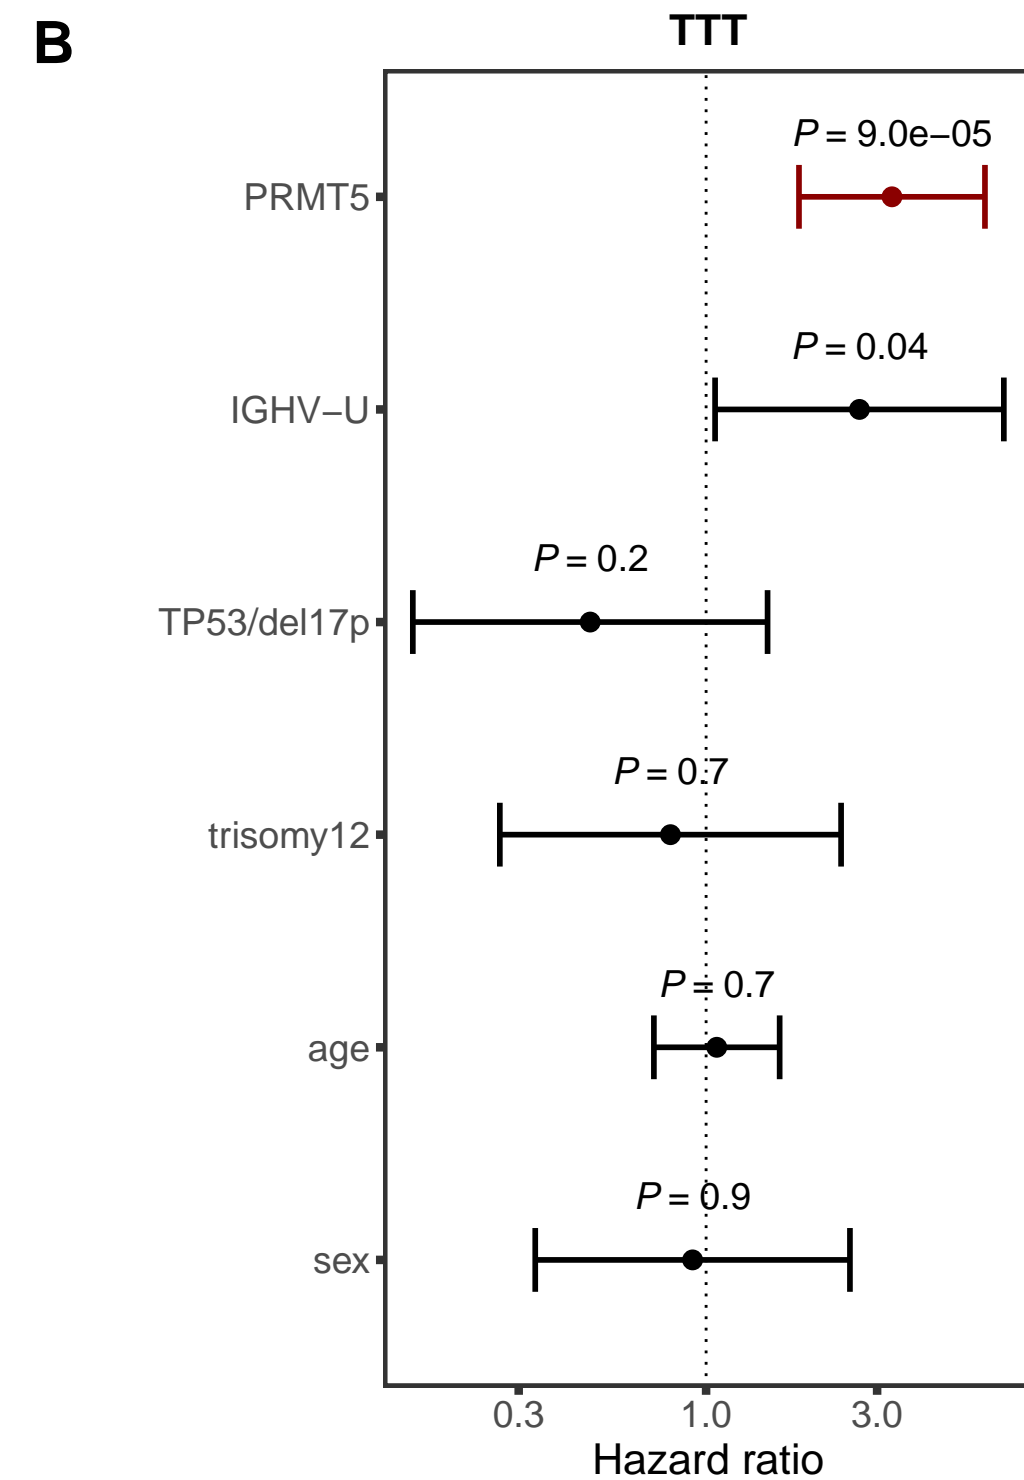 B
TTT
P = 9.0e−05
PRMT5
P = 0.04
IGHV−U
P = 0.2
TP53/del17p
P = 0.7
trisomy12
P = 0.7
age
P = 0.9
sex
0.3 1.0 3.0
Hazard ratio